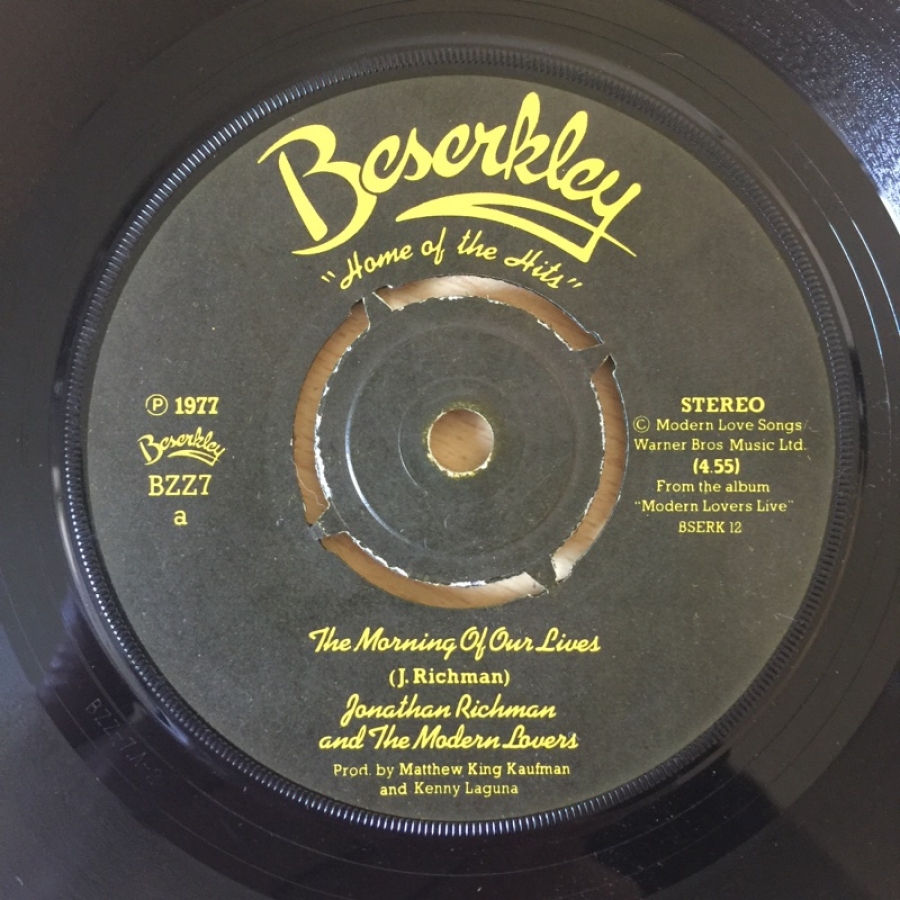 Beserkley
"Home of the Hits"
Ⓟ 1977
Beserkley
BZZ7
a
STEREO
© Modern Love Songs
Warner Bros Music Ltd.
(4.55)
From the album
"Modern Lovers Live"
BSERK 12
The Morning Of Our Lives
(J. Richman)
Jonathan Richman
and The Modern Lovers
Prod. by Matthew King Kaufman
and Kenny Laguna